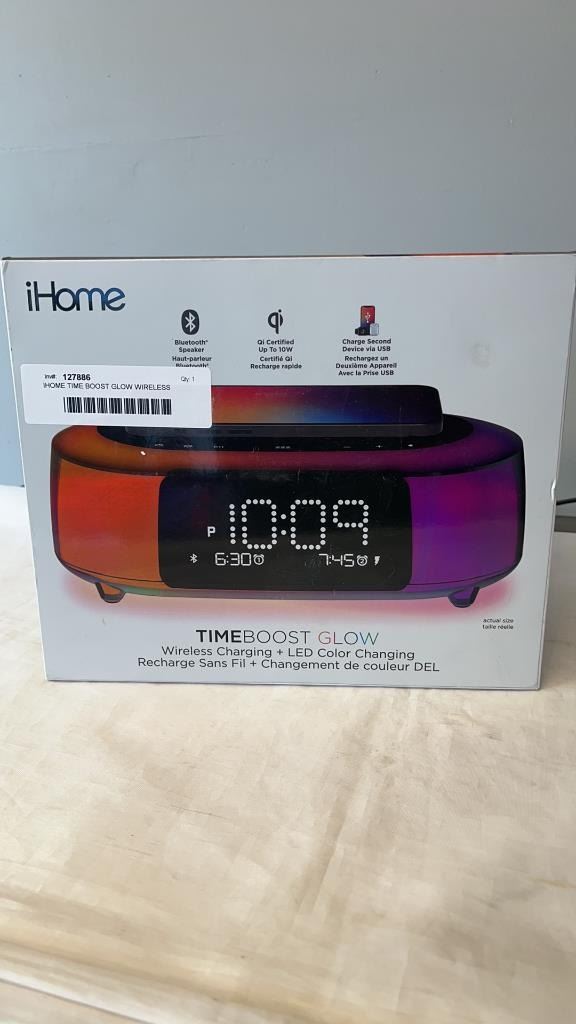 iHome
Bluetooth®
Speaker
Haut-parleur
Bluetooth®
Qi Certified
Up To 10W
Certifié Qi
Recharge rapide
Charge Second
Device via USB
Rechargez un
Deuxième Appareil
Avec la Prise USB
inv#: 127886 Qty: 1
IHOME TIME BOOST GLOW WIRELESS
P 10:09
6:30 1 7:45 2
actual size
taille réelle
TIMEBOOST GLOW
Wireless Charging + LED Color Changing
Recharge Sans Fil + Changement de couleur DEL